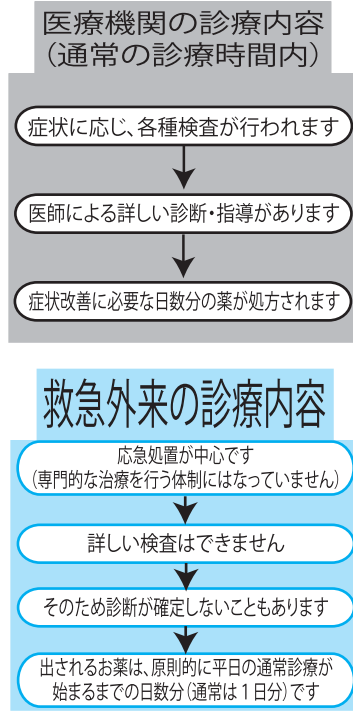 医療機関の診療内容
(通常の診療時間内)
症状に応じ、各種検査が行われます
医師による詳しい診断・指導があります
症状改善に必要な日数分の薬が処方されます
救急外来の診療内容
応急処置が中心です
(専門的な治療を行う体制にはなっていません)
詳しい検査はできません
そのため診断が確定しないこともあります
出されるお薬は、原則的に平日の通常診療が
始まるまでの日数分(通常は1日分)です